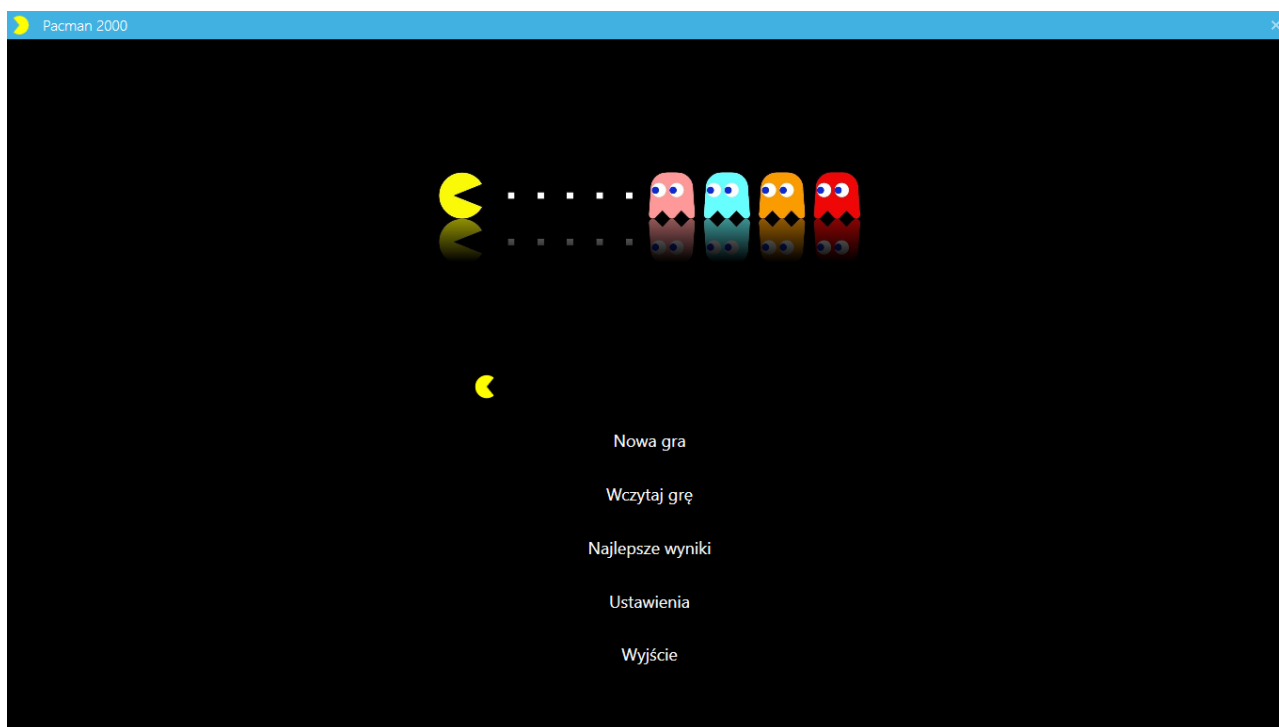 Pacman 2000
Nowa gra
Wczytaj grę
Najlepsze wyniki
Ustawienia
Wyjście